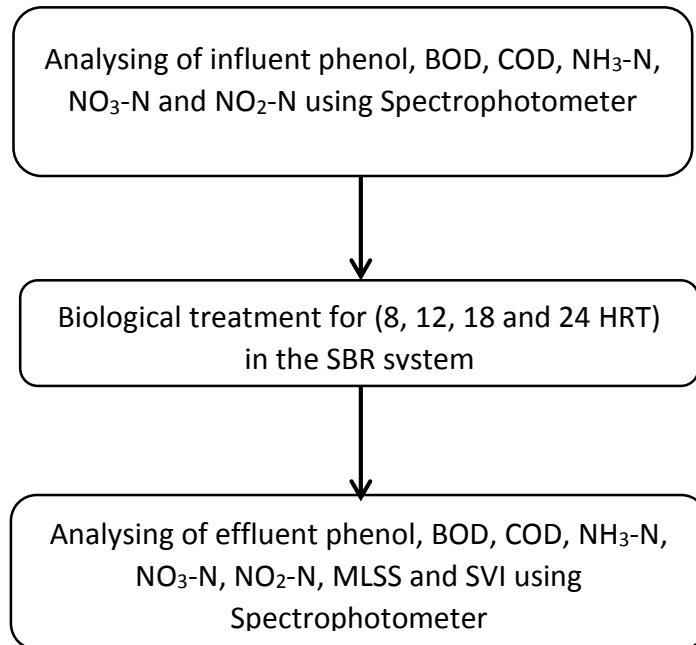 Analysing of influent phenol, BOD, COD, NH₃-N,
NO₃-N and NO₂-N using Spectrophotometer
Biological treatment for (8, 12, 18 and 24 HRT)
in the SBR system
Analysing of effluent phenol, BOD, COD, NH₃-N,
NO₃-N, NO₂-N, MLSS and SVI using
Spectrophotometer